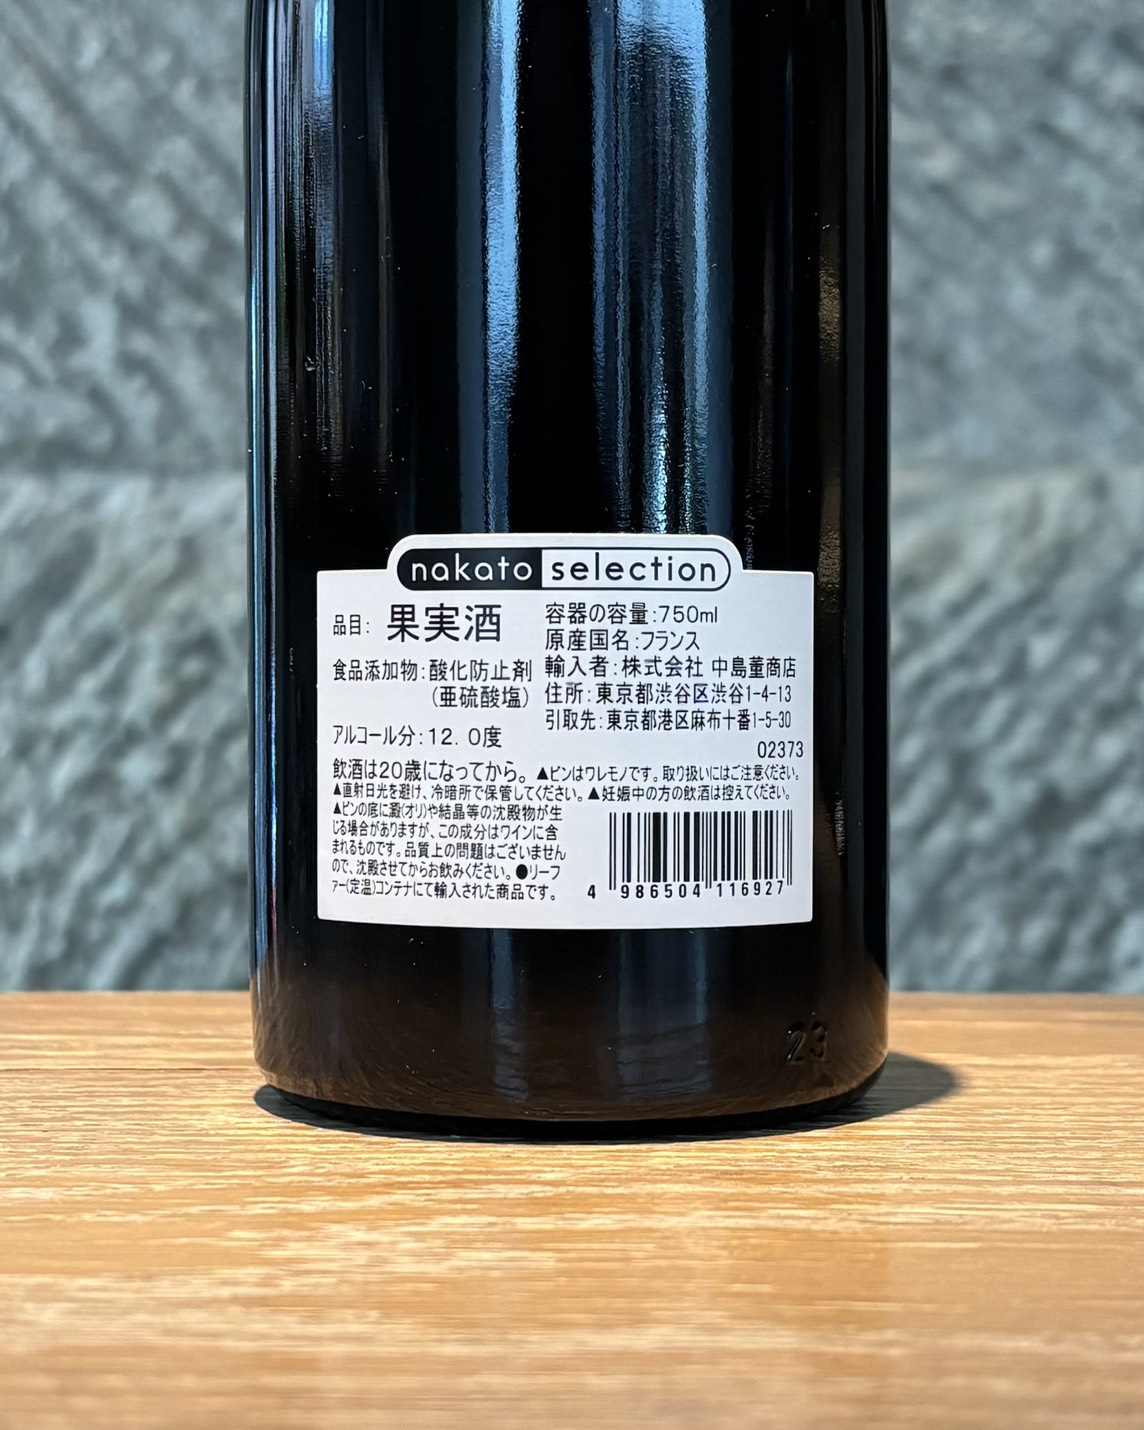 nakato selection
品目: 果実酒
食品添加物:酸化防止剤
(亜硫酸塩)
アルコール分:12.0度
容器の容量:750ml
原産国名:フランス
輸入者:株式会社 中島董商店
住所:東京都渋谷区渋谷1-4-13
引取先:東京都港区麻布十番1-5-30
02373
飲酒は20歳になってから。▲ビンはワレモノです。取り扱いにはご注意ください。
▲直射日光を避け、冷暗所で保管してください。▲妊娠中の方の飲酒は控えてください。
▲ビンの底に澱(オリ)や結晶等の沈殿物が生
じる場合がありますが、この成分はワインに含
まれるものです。品質上の問題はございません
ので、沈殿させてからお飲みください。●リーフ
ァー(定温)コンテナにて輸入された商品です。
4 986504 116927
23